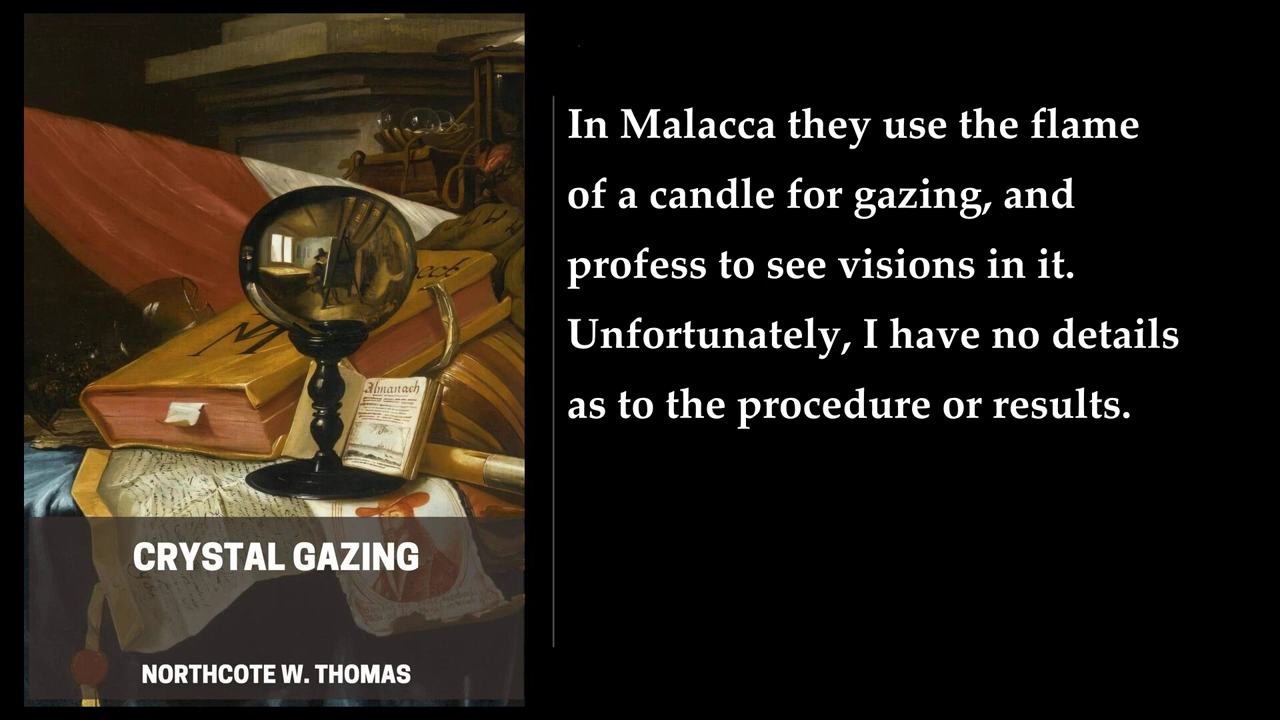 In Malacca they use the flame
of a candle for gazing, and
profess to see visions in it.
Unfortunately, I have no details
as to the procedure or results.
Almanach
CRYSTAL GAZING
NORTHCOTE W. THOMAS